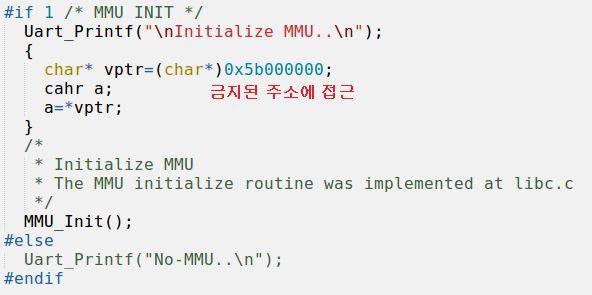 #if 1 /* MMU INIT */
Uart_Printf("\nInitialize MMU..\n");
{
char* vptr=(char*)0x5b000000;
cahr a; 금지된 주소에 접근
a=*vptr;
}
/*
* Initialize MMU
* The MMU initialize routine was implemented at libc.c
*/
MMU_Init();
#else
Uart_Printf("No-MMU..\n");
#endif